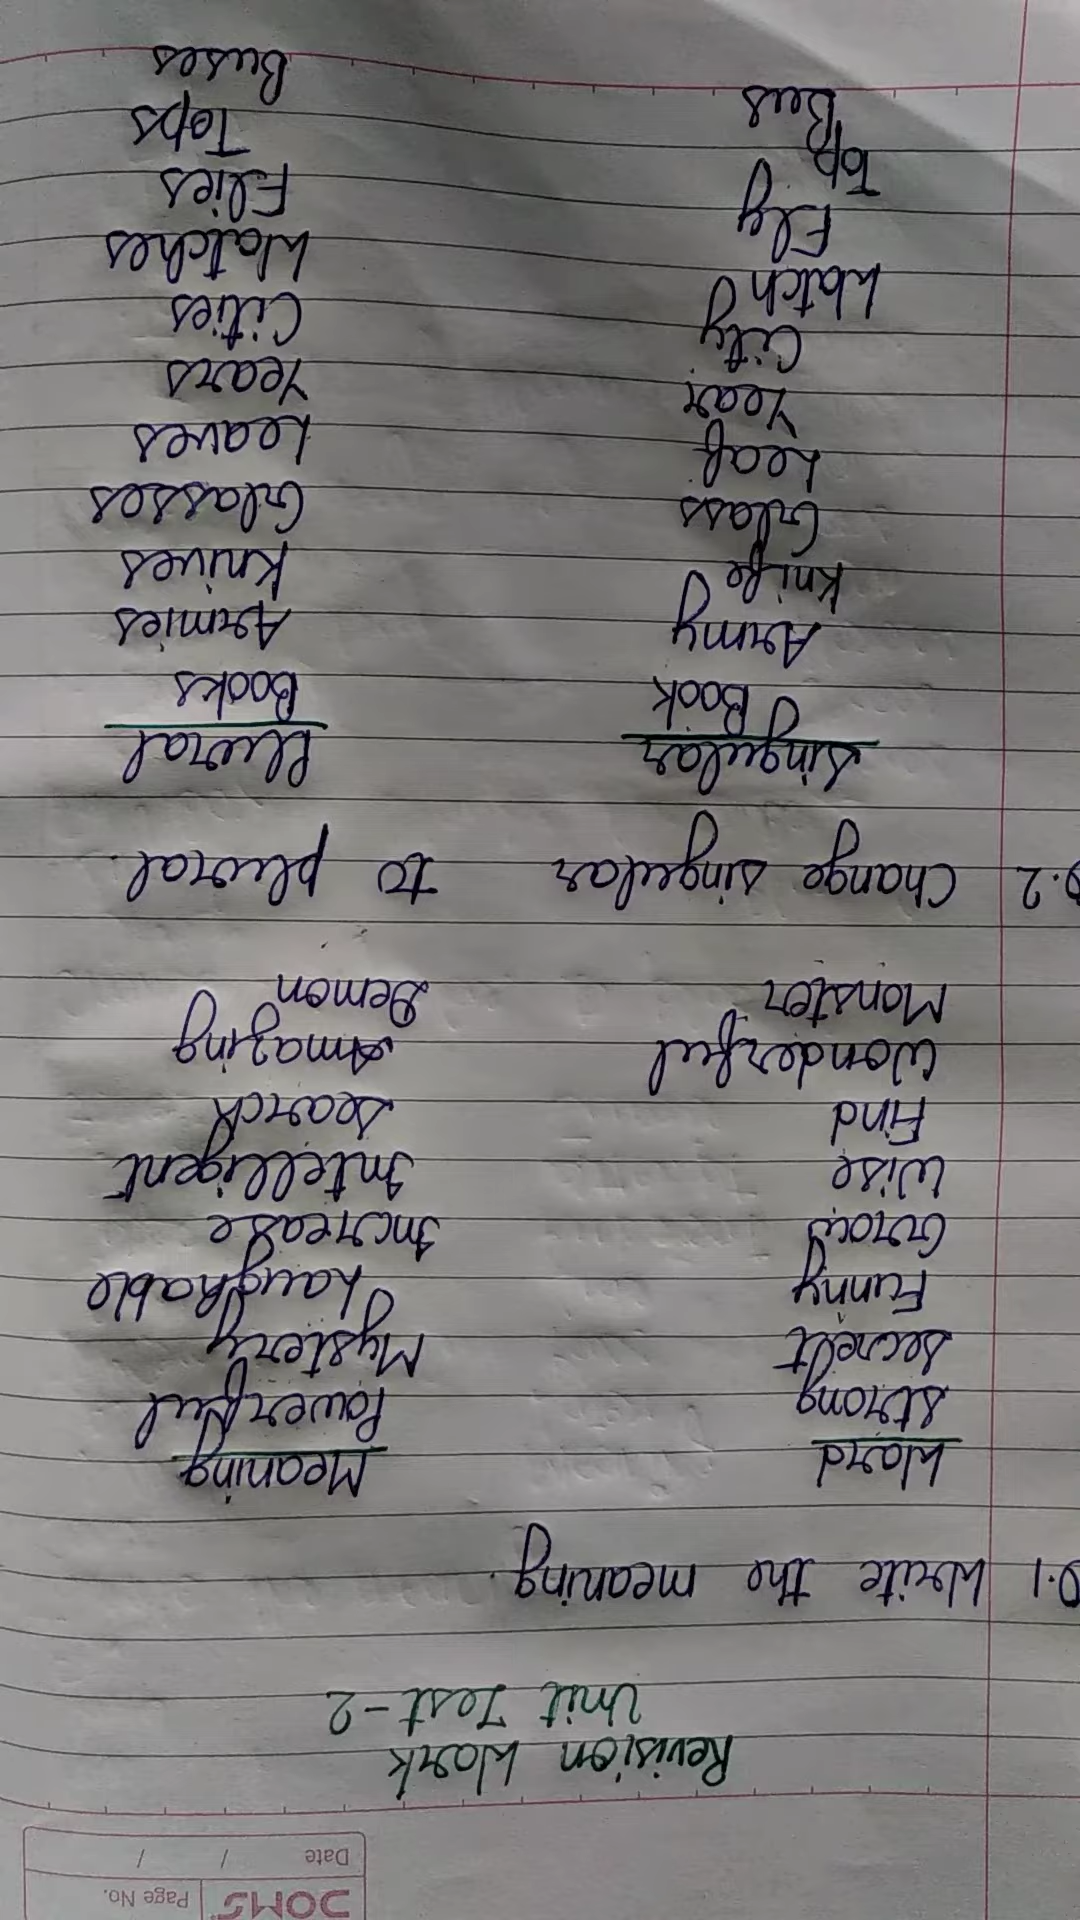 DOMS Page No.
Date / /
Revision Work
Unit Test-2
Q.1 Write the meaning.
Word Meaning
Strong Powerful
Secret Mystery
Funny Laughable
Grow Increase
Wise Intelligent
Find Search
Wonderful Amazing
Monster Demon
Q.2 Change singular to plural.
Singular Plural
Book Books
Army Armies
Knife Knives
Glass Glasses
Leaf Leaves
Year Years
City Cities
Watch Watches
Fly Flies
Top Tops
Bus Buses